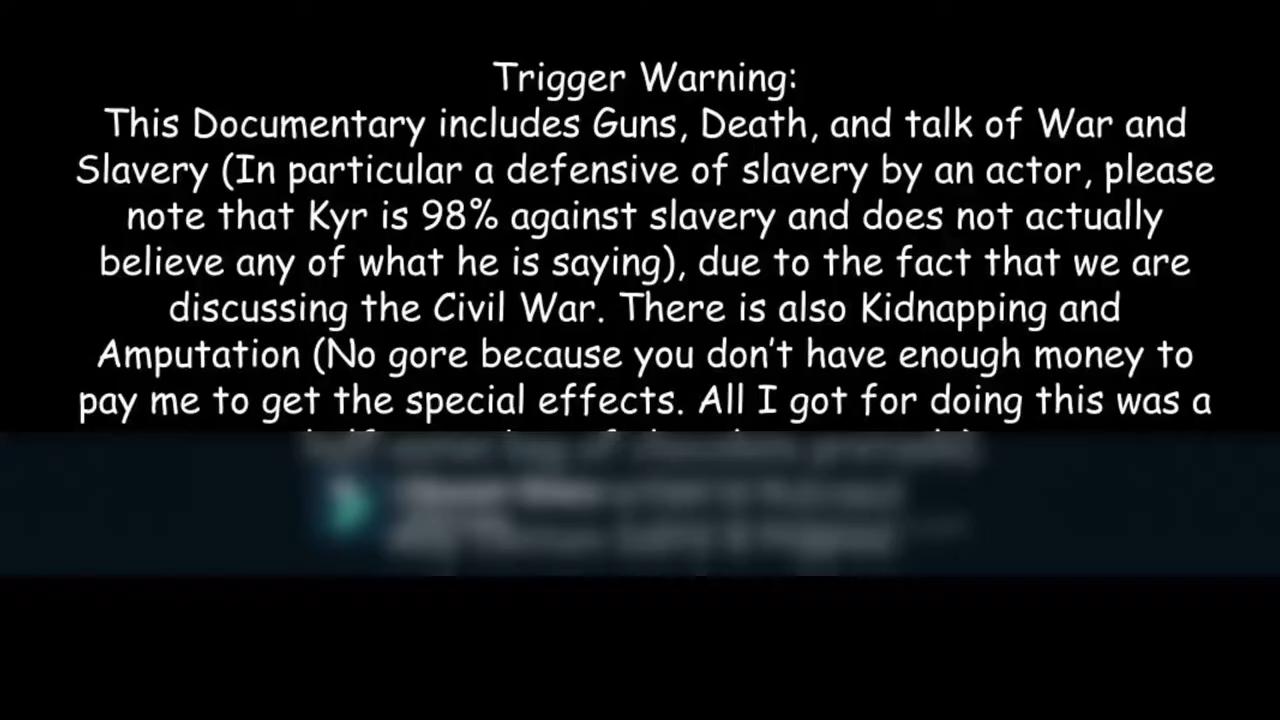 Trigger Warning:
This Documentary includes Guns, Death, and talk of War and
Slavery (In particular a defensive of slavery by an actor, please
note that Kyr is 98% against slavery and does not actually
believe any of what he is saying), due to the fact that we are
discussing the Civil War. There is also Kidnapping and
Amputation (No gore because you don't have enough money to
pay me to get the special effects. All I got for doing this was a